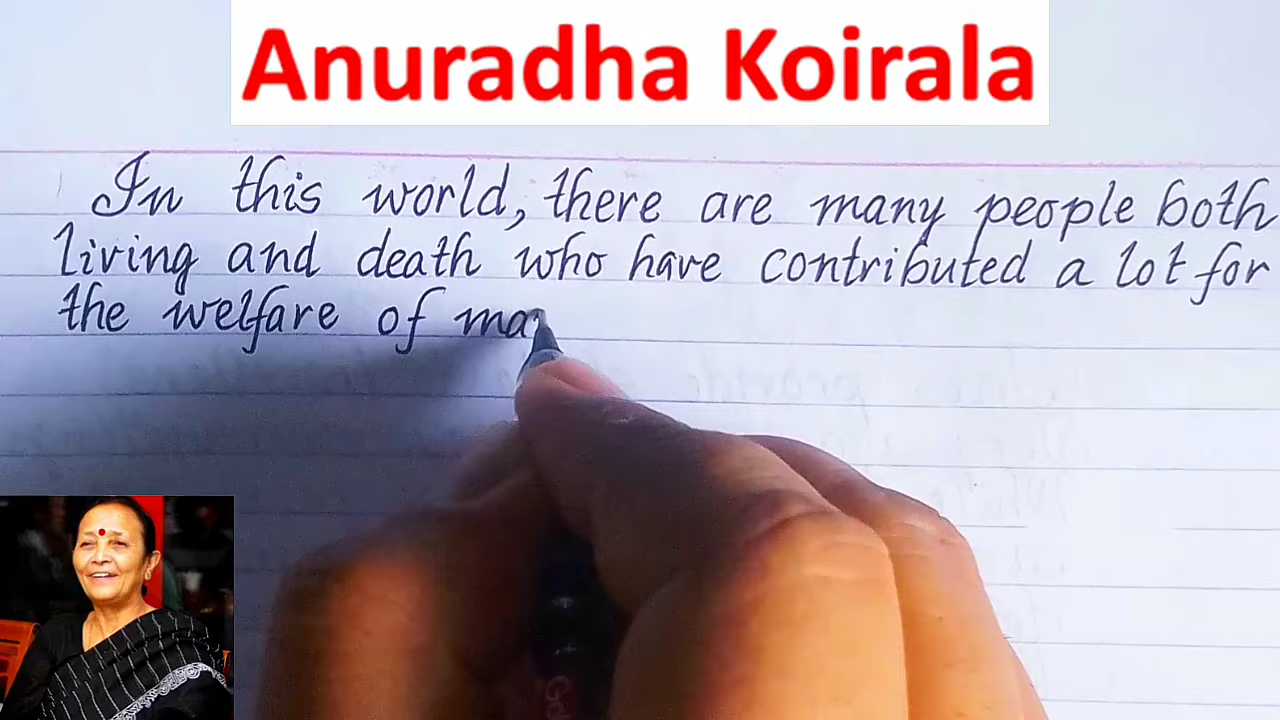 Anuradha Koirala
In this world, there are many people both
living and death who have contributed a lot for
the welfare of ma